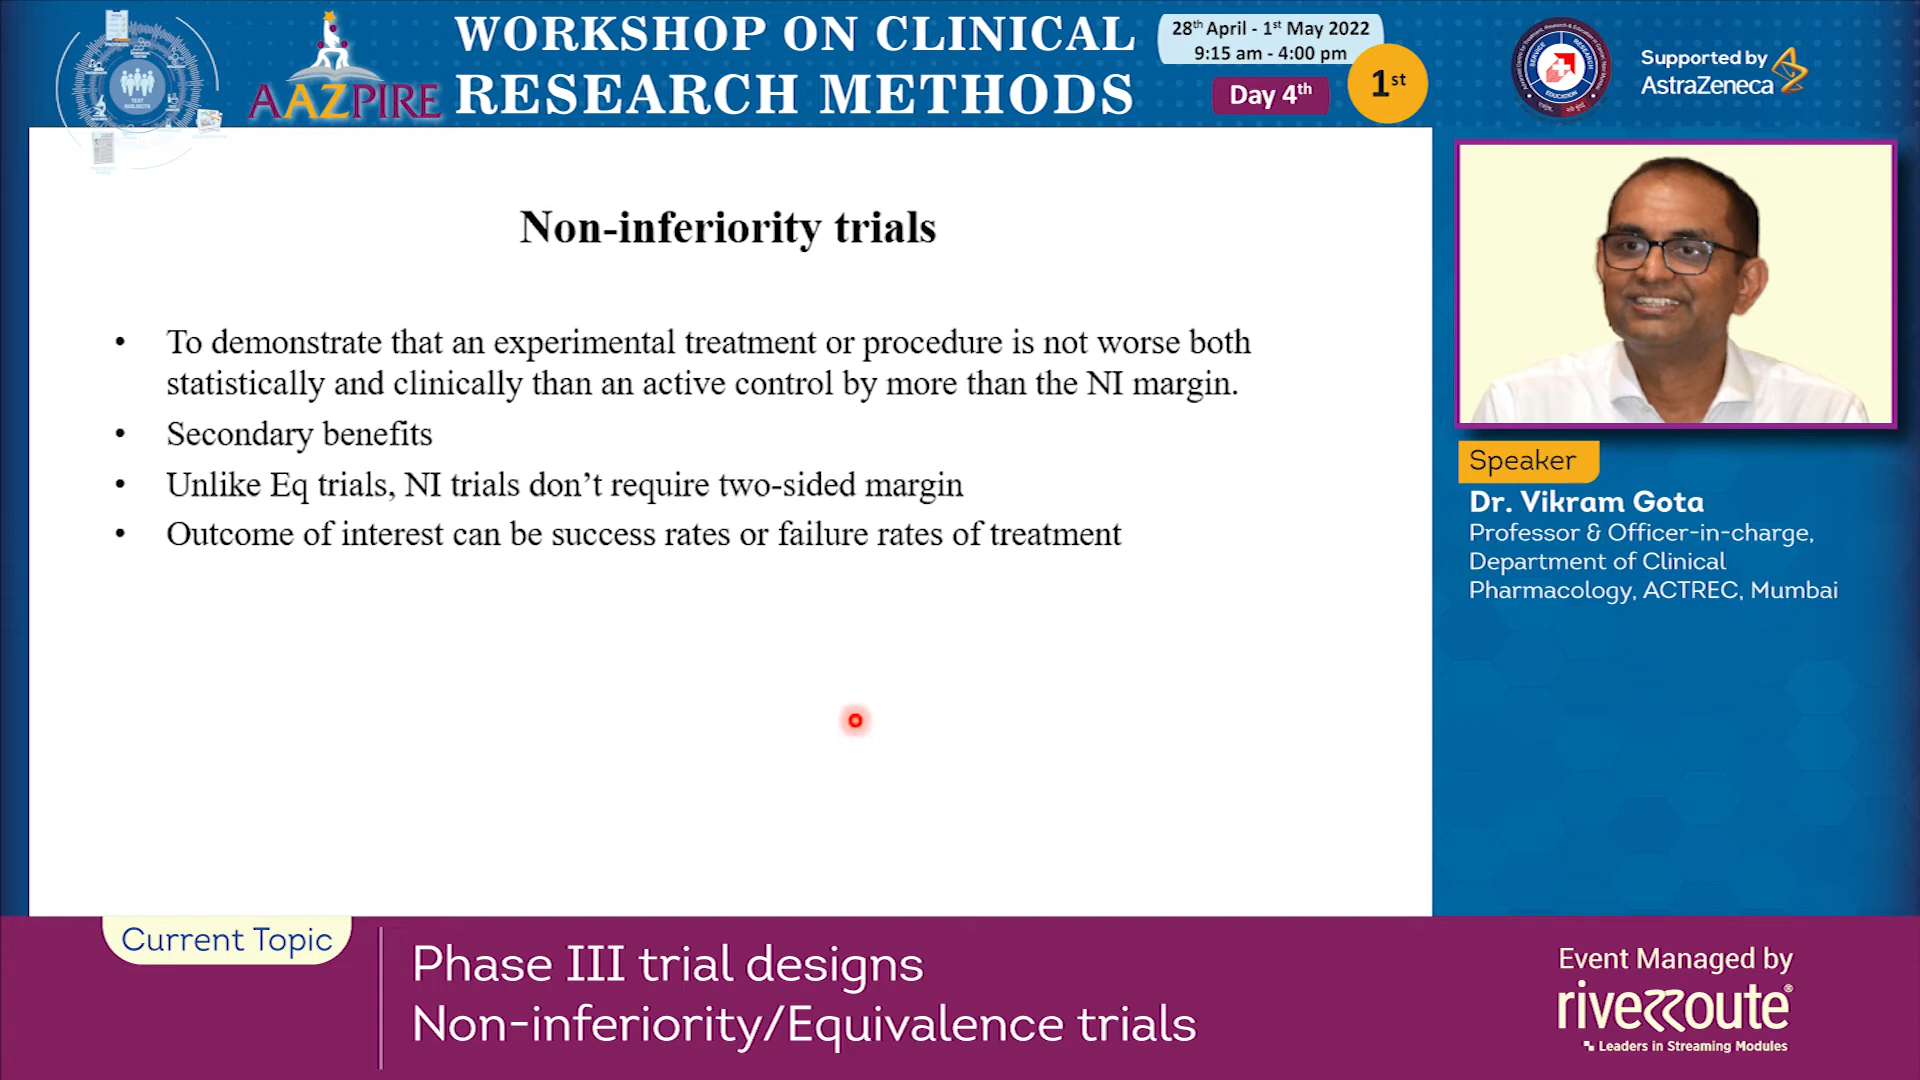 AAZPIRE
WORKSHOP ON CLINICAL
RESEARCH METHODS
28th April - 1st May 2022
9:15 am - 4:00 pm
Day 4th
1st
Supported by
AstraZeneca
TEST
SUBJECTS
SERVICE
RESEARCH
EDUCATION
Non-inferiority trials
• To demonstrate that an experimental treatment or procedure is not worse both
statistically and clinically than an active control by more than the NI margin.
• Secondary benefits
• Unlike Eq trials, NI trials don’t require two-sided margin
• Outcome of interest can be success rates or failure rates of treatment
Speaker
Dr. Vikram Gota
Professor & Officer-in-charge,
Department of Clinical
Pharmacology, ACTREC, Mumbai
Current Topic
Phase III trial designs
Non-inferiority/Equivalence trials
Event Managed by
riverroute®
Leaders in Streaming Modules